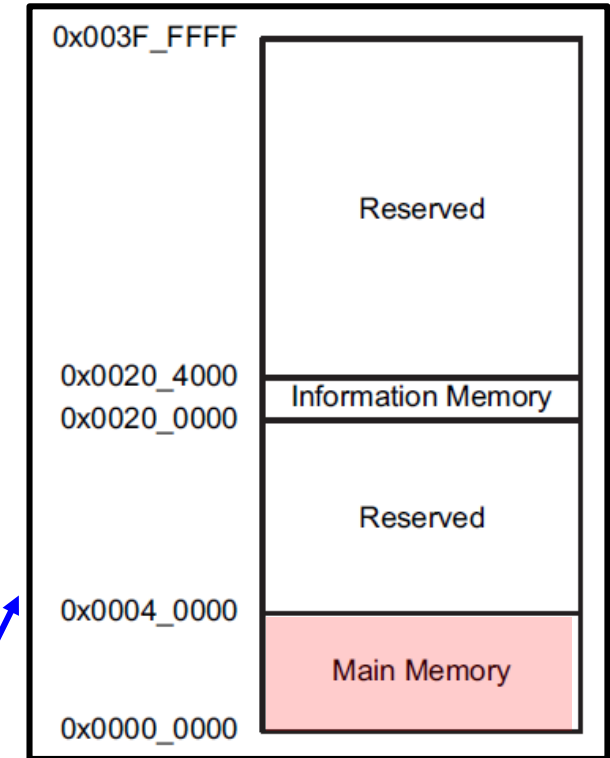 0x003F_FFFF
Reserved
0x0020_4000
Information Memory
0x0020_0000
Reserved
0x0004_0000
Main Memory
0x0000_0000